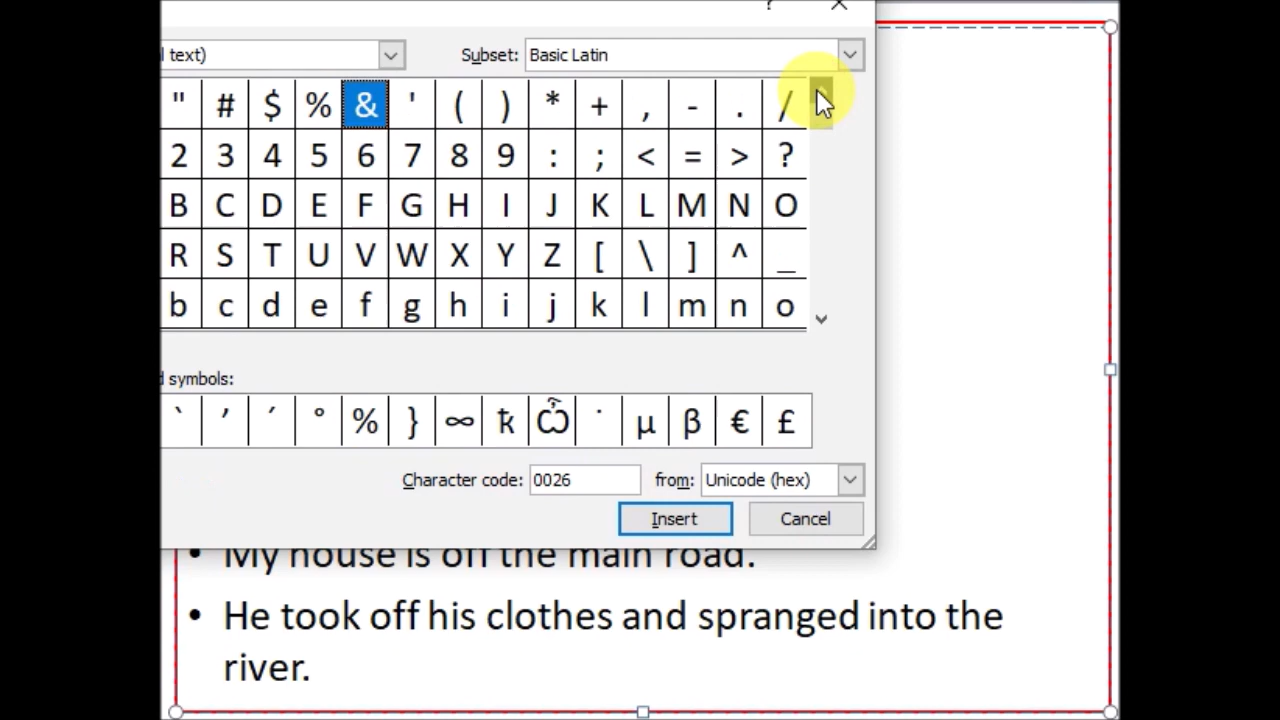 ?
l text)
Subset: Basic Latin
" # $ % & ' ( ) * + , - . /
2 3 4 5 6 7 8 9 : ; < = > ?
B C D E F G H I J K L M N O
R S T U V W X Y Z [ \ ] ^ _
b c d e f g h i j k l m n o
d symbols:
` ′ ´ ° % } ∞ ꝁ ὦ ˙ µ β € £
Character code: 0026 from: Unicode (hex)
Insert Cancel
• My house is off the main road.
• He took off his clothes and spranged into the
river.